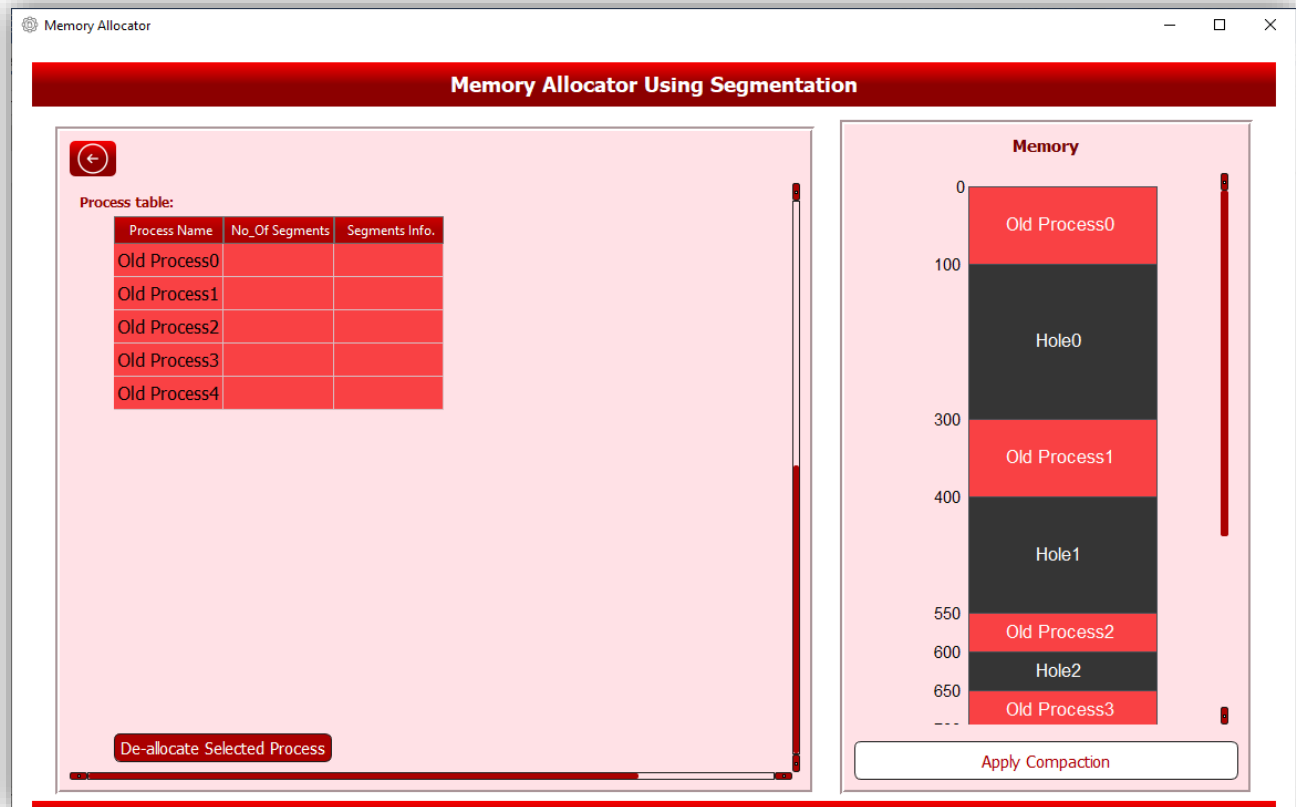 Memory Allocator
Memory Allocator Using Segmentation
Process table:
Process Name No_Of Segments Segments Info.
Old Process0
Old Process1
Old Process2
Old Process3
Old Process4
De-allocate Selected Process
Memory
0
Old Process0
100
Hole0
300
Old Process1
400
Hole1
550
Old Process2
600
Hole2
650
Old Process3
Apply Compaction